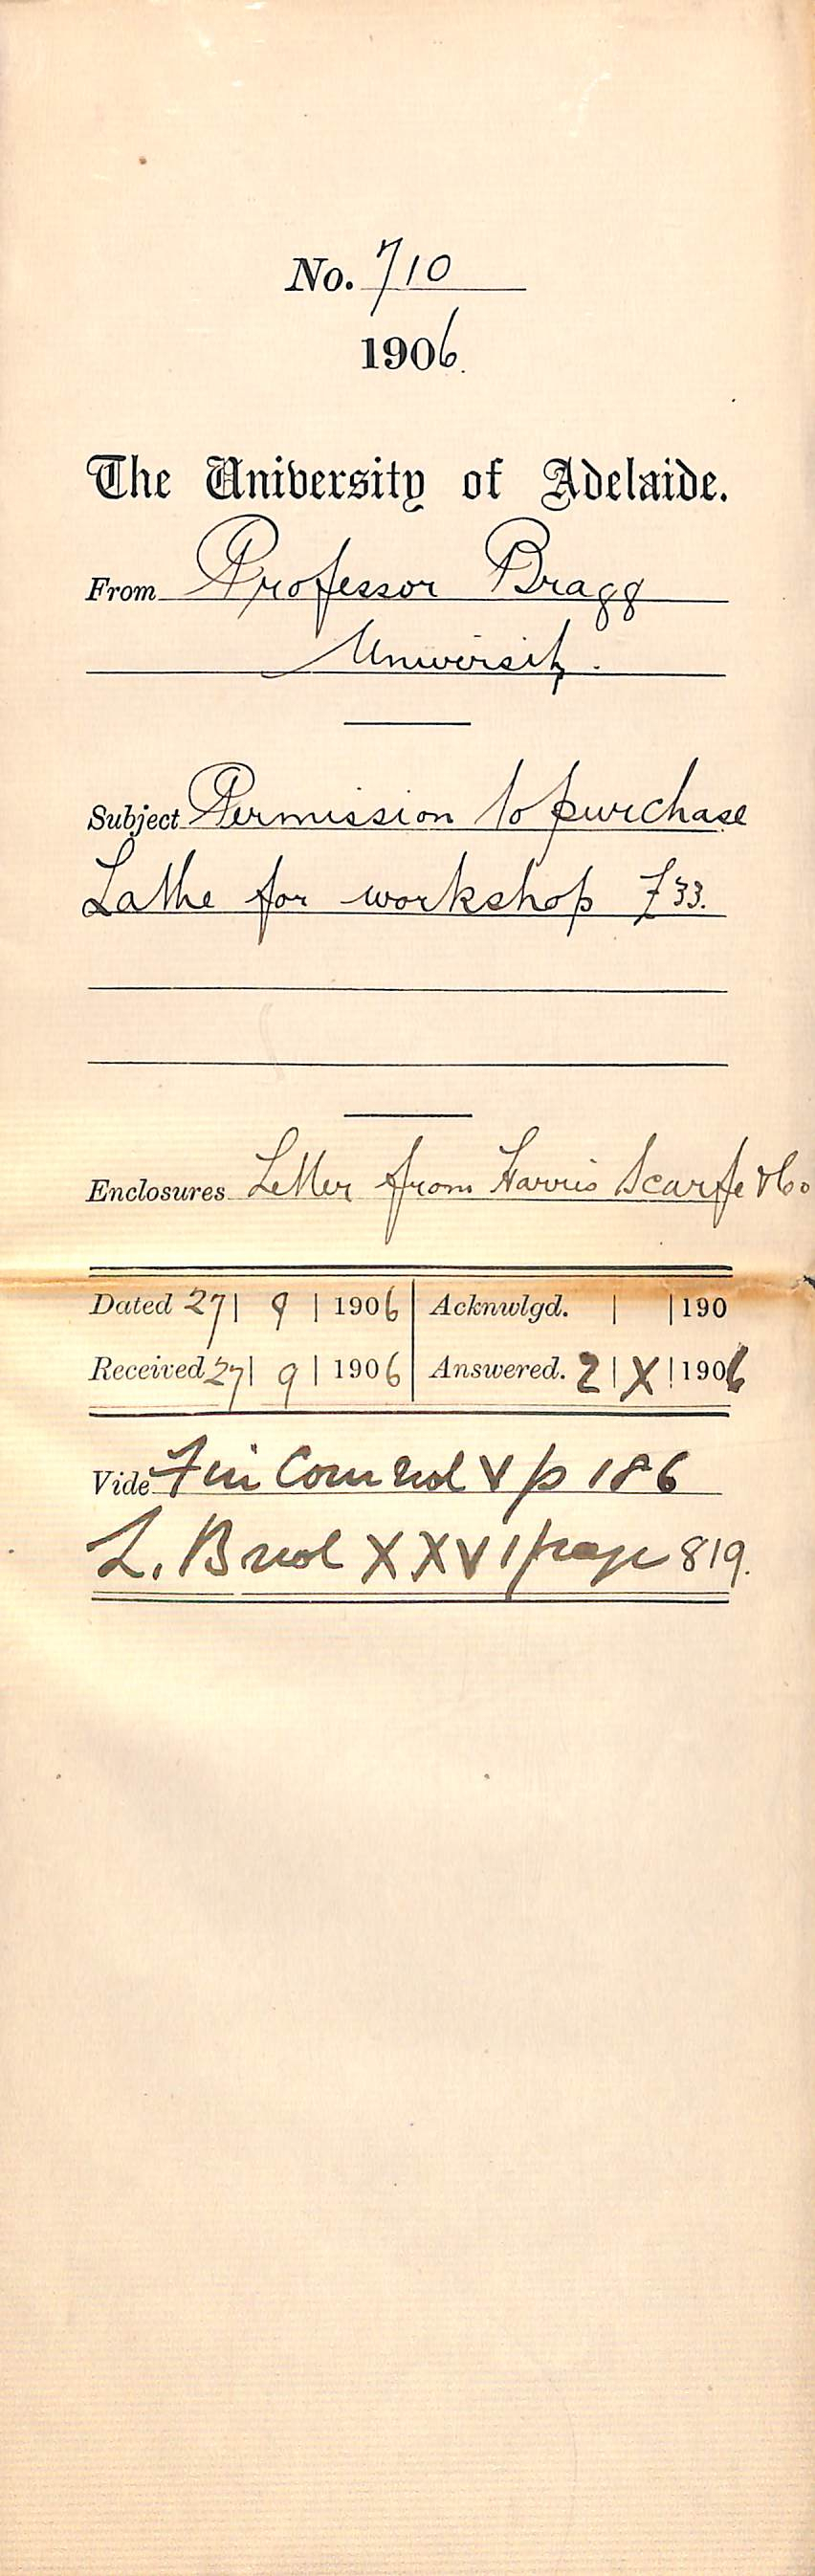 No. 710
1906.
The University of Adelaide.
From Professor Bragg
University.
Subject Permission to purchase
Lathe for workshop £33.
Enclosures Letter from Harris Scarfe & Co
Dated 27 | 9 | 1906 Acknwlgd. | | 190
Received 27 | 9 | 1906 Answered. 2 | X | 1906
Vide Fin Com vol V p 186
L. B vol XXVI page 819.